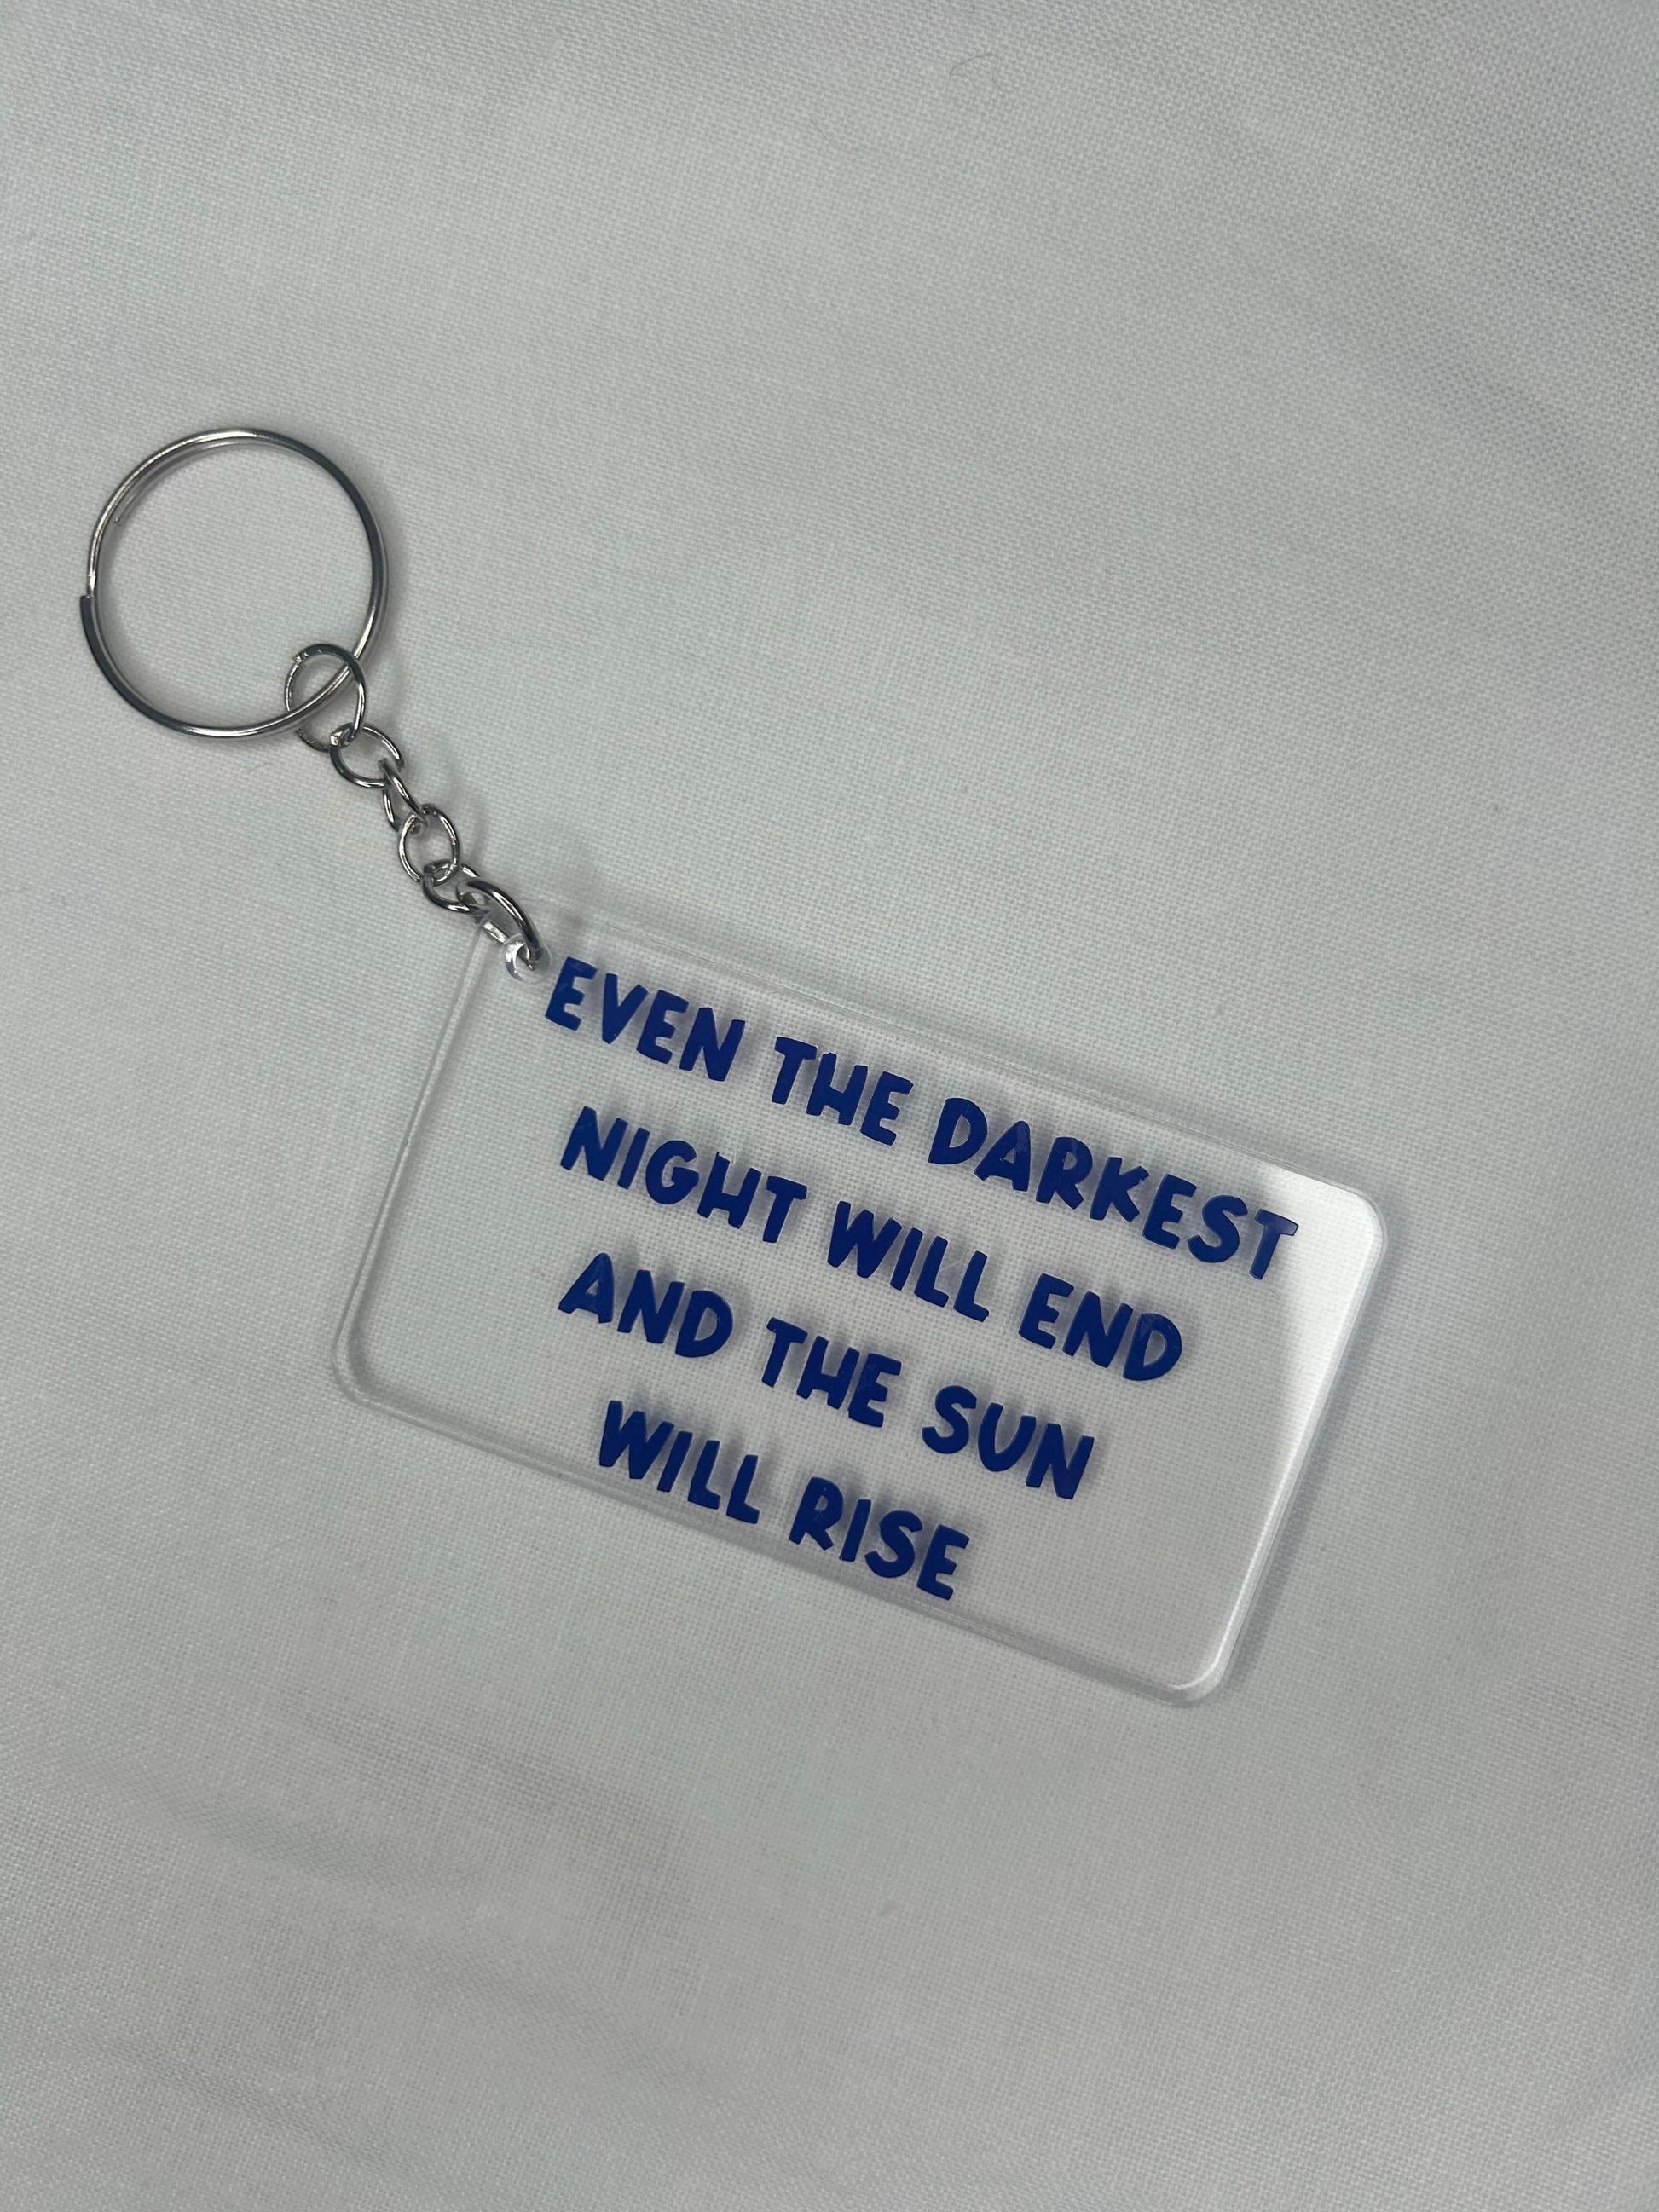 EVEN THE DARKEST
NIGHT WILL END
AND THE SUN
WILL RISE